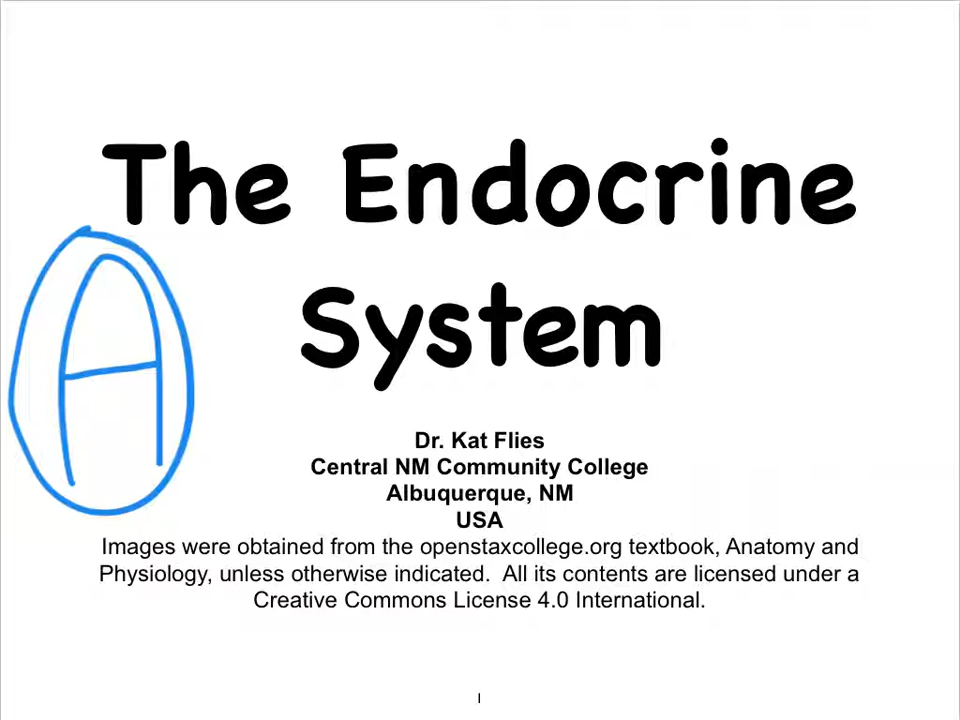 The Endocrine
System
A
Dr. Kat Flies
Central NM Community College
Albuquerque, NM
USA
Images were obtained from the openstaxcollege.org textbook, Anatomy and
Physiology, unless otherwise indicated.  All its contents are licensed under a
Creative Commons License 4.0 International.
1